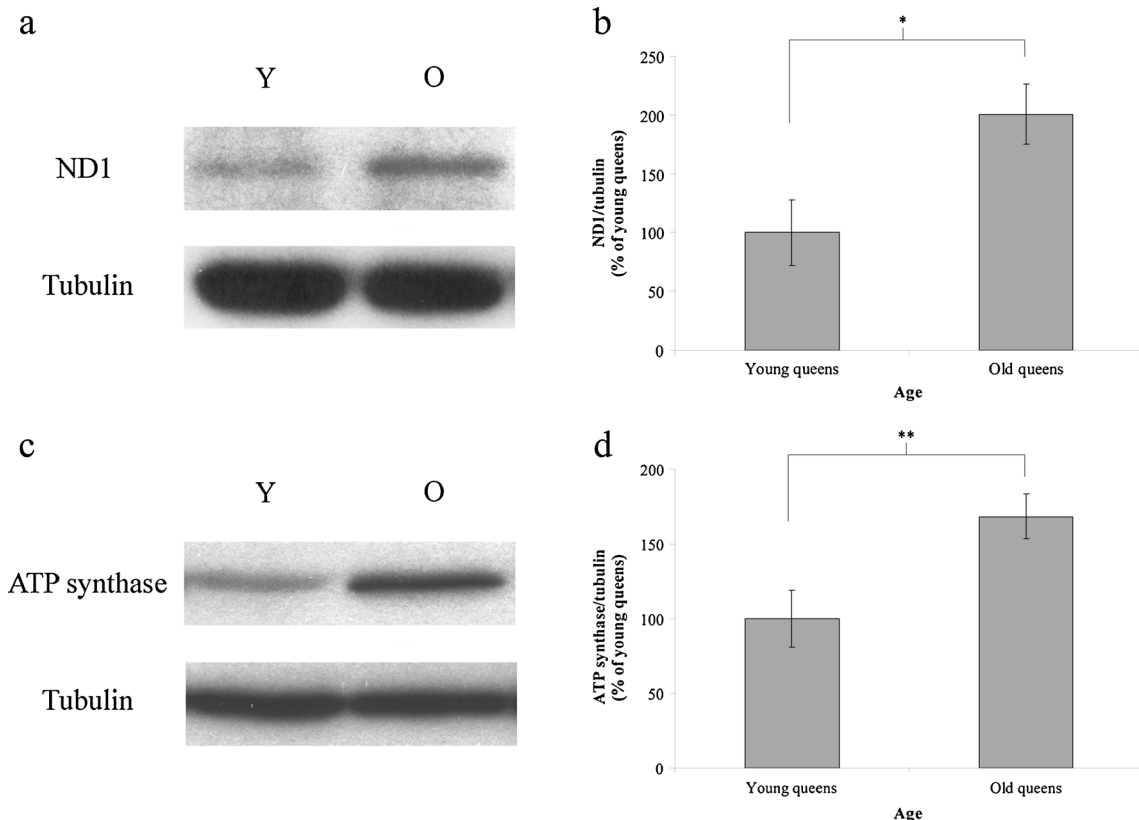 a
Y O
ND1
Tubulin
b
*
250
200
150
100
50
0
ND1/tubulin
(% of young queens)
Young queens Old queens
Age
c
Y O
ATP synthase
Tubulin
d
**
200
150
100
50
0
ATP synthase/tubulin
(% of young queens)
Young queens Old queens
Age